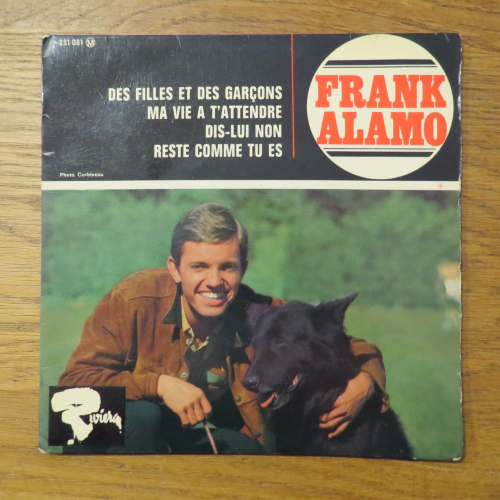 231 081 M
DES FILLES ET DES GARÇONS
MA VIE A T'ATTENDRE
DIS-LUI NON
RESTE COMME TU ES
FRANK
ALAMO
Photo Corbineau
Riviera